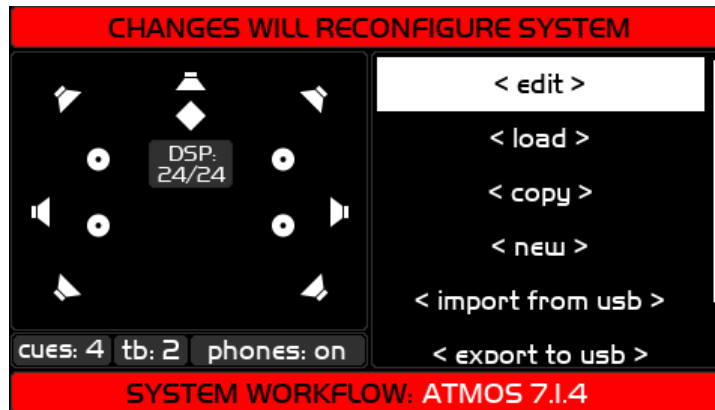 CHANGES WILL RECONFIGURE SYSTEM
DSP:
24/24
cues: 4 tb: 2 phones: on
< edit >
< load >
< copy >
< new >
< import from usb >
< export to usb >
SYSTEM WORKFLOW: ATMOS 7.1.4